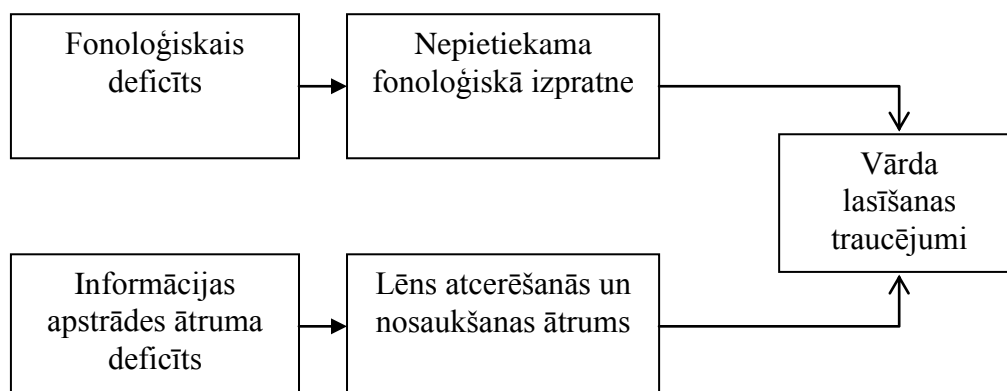 Fonoloģiskais
deficīts
Nepietiekama
fonoloģiskā izpratne
Vārda
lasīšanas
traucējumi
Informācijas
apstrādes ātruma
deficīts
Lēns atcerēšanās un
nosaukšanas ātrums